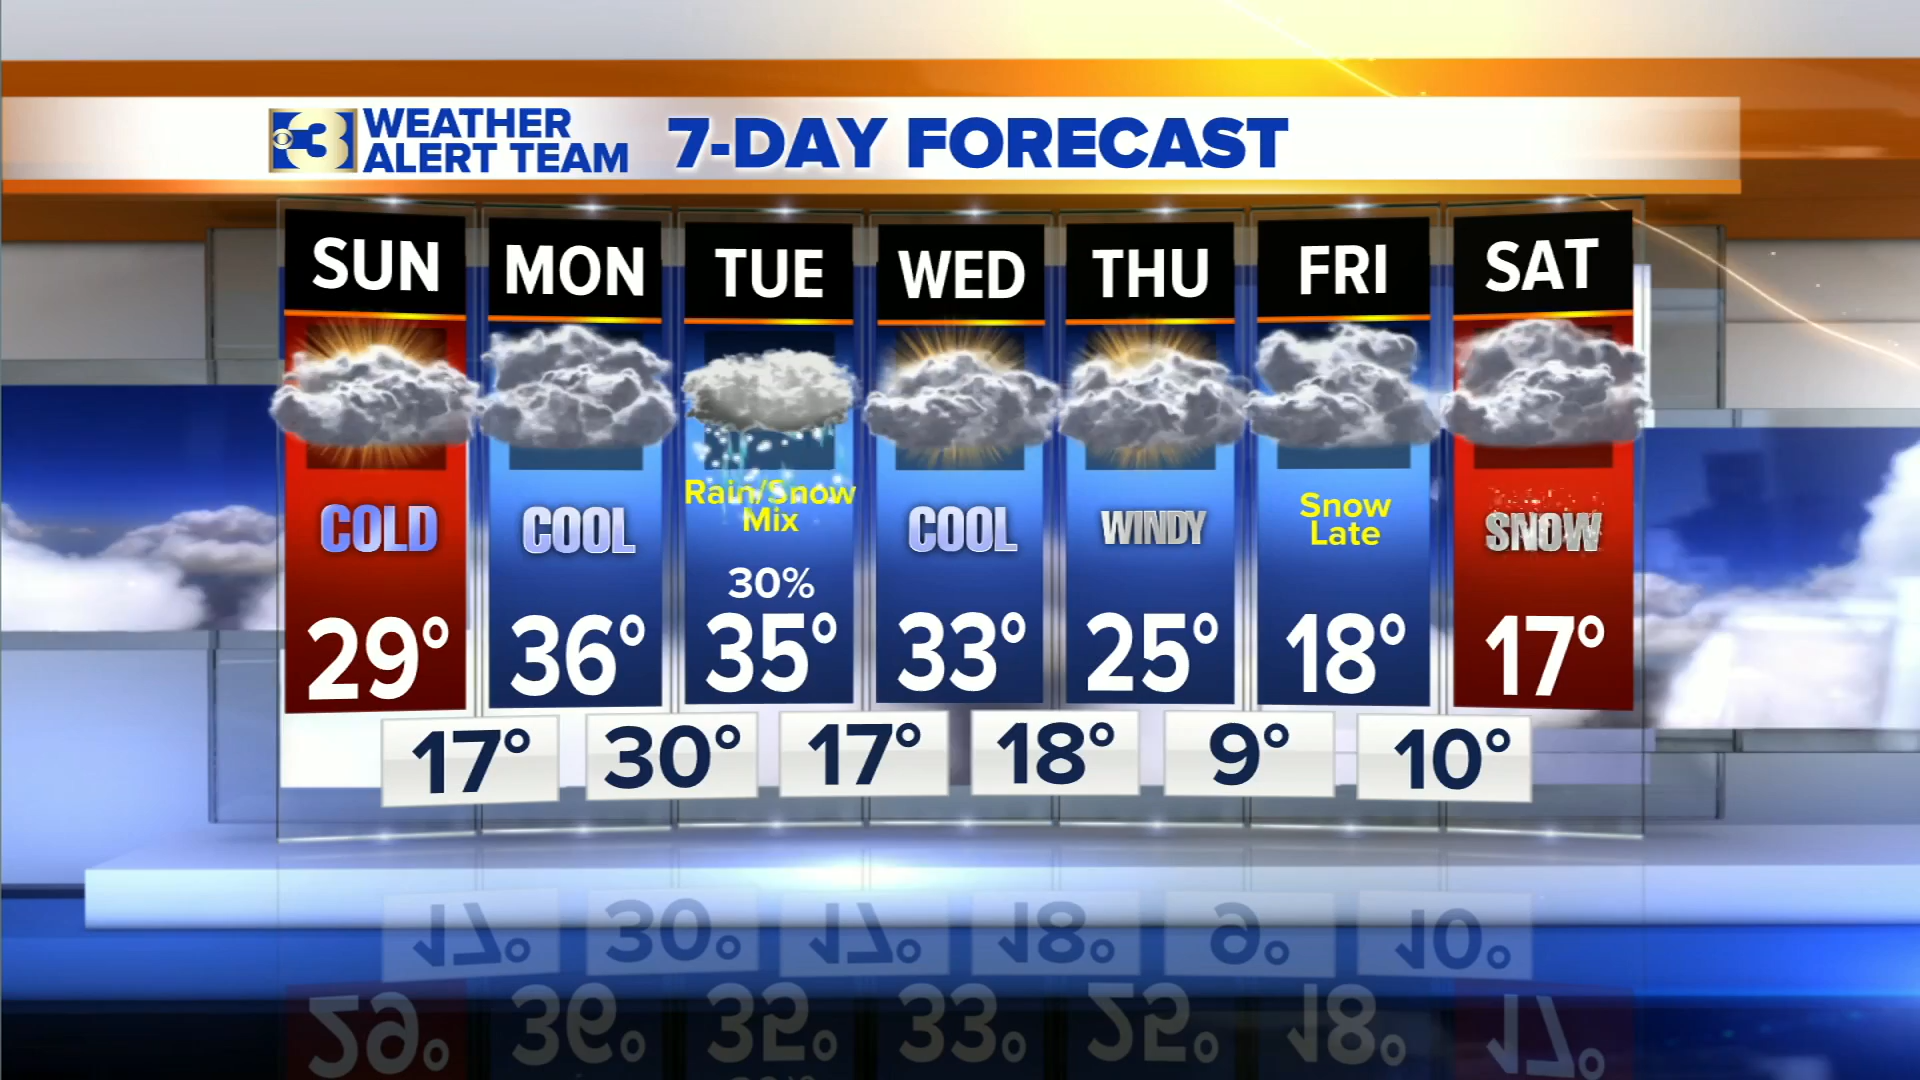 3 WEATHER
ALERT TEAM
7-DAY FORECAST
SUN MON TUE WED THU FRI SAT
COLD COOL Rain/Snow Mix COOL WINDY Snow Late SNOW
30%
29° 36° 35° 33° 25° 18° 17°
17° 30° 17° 18° 9° 10°